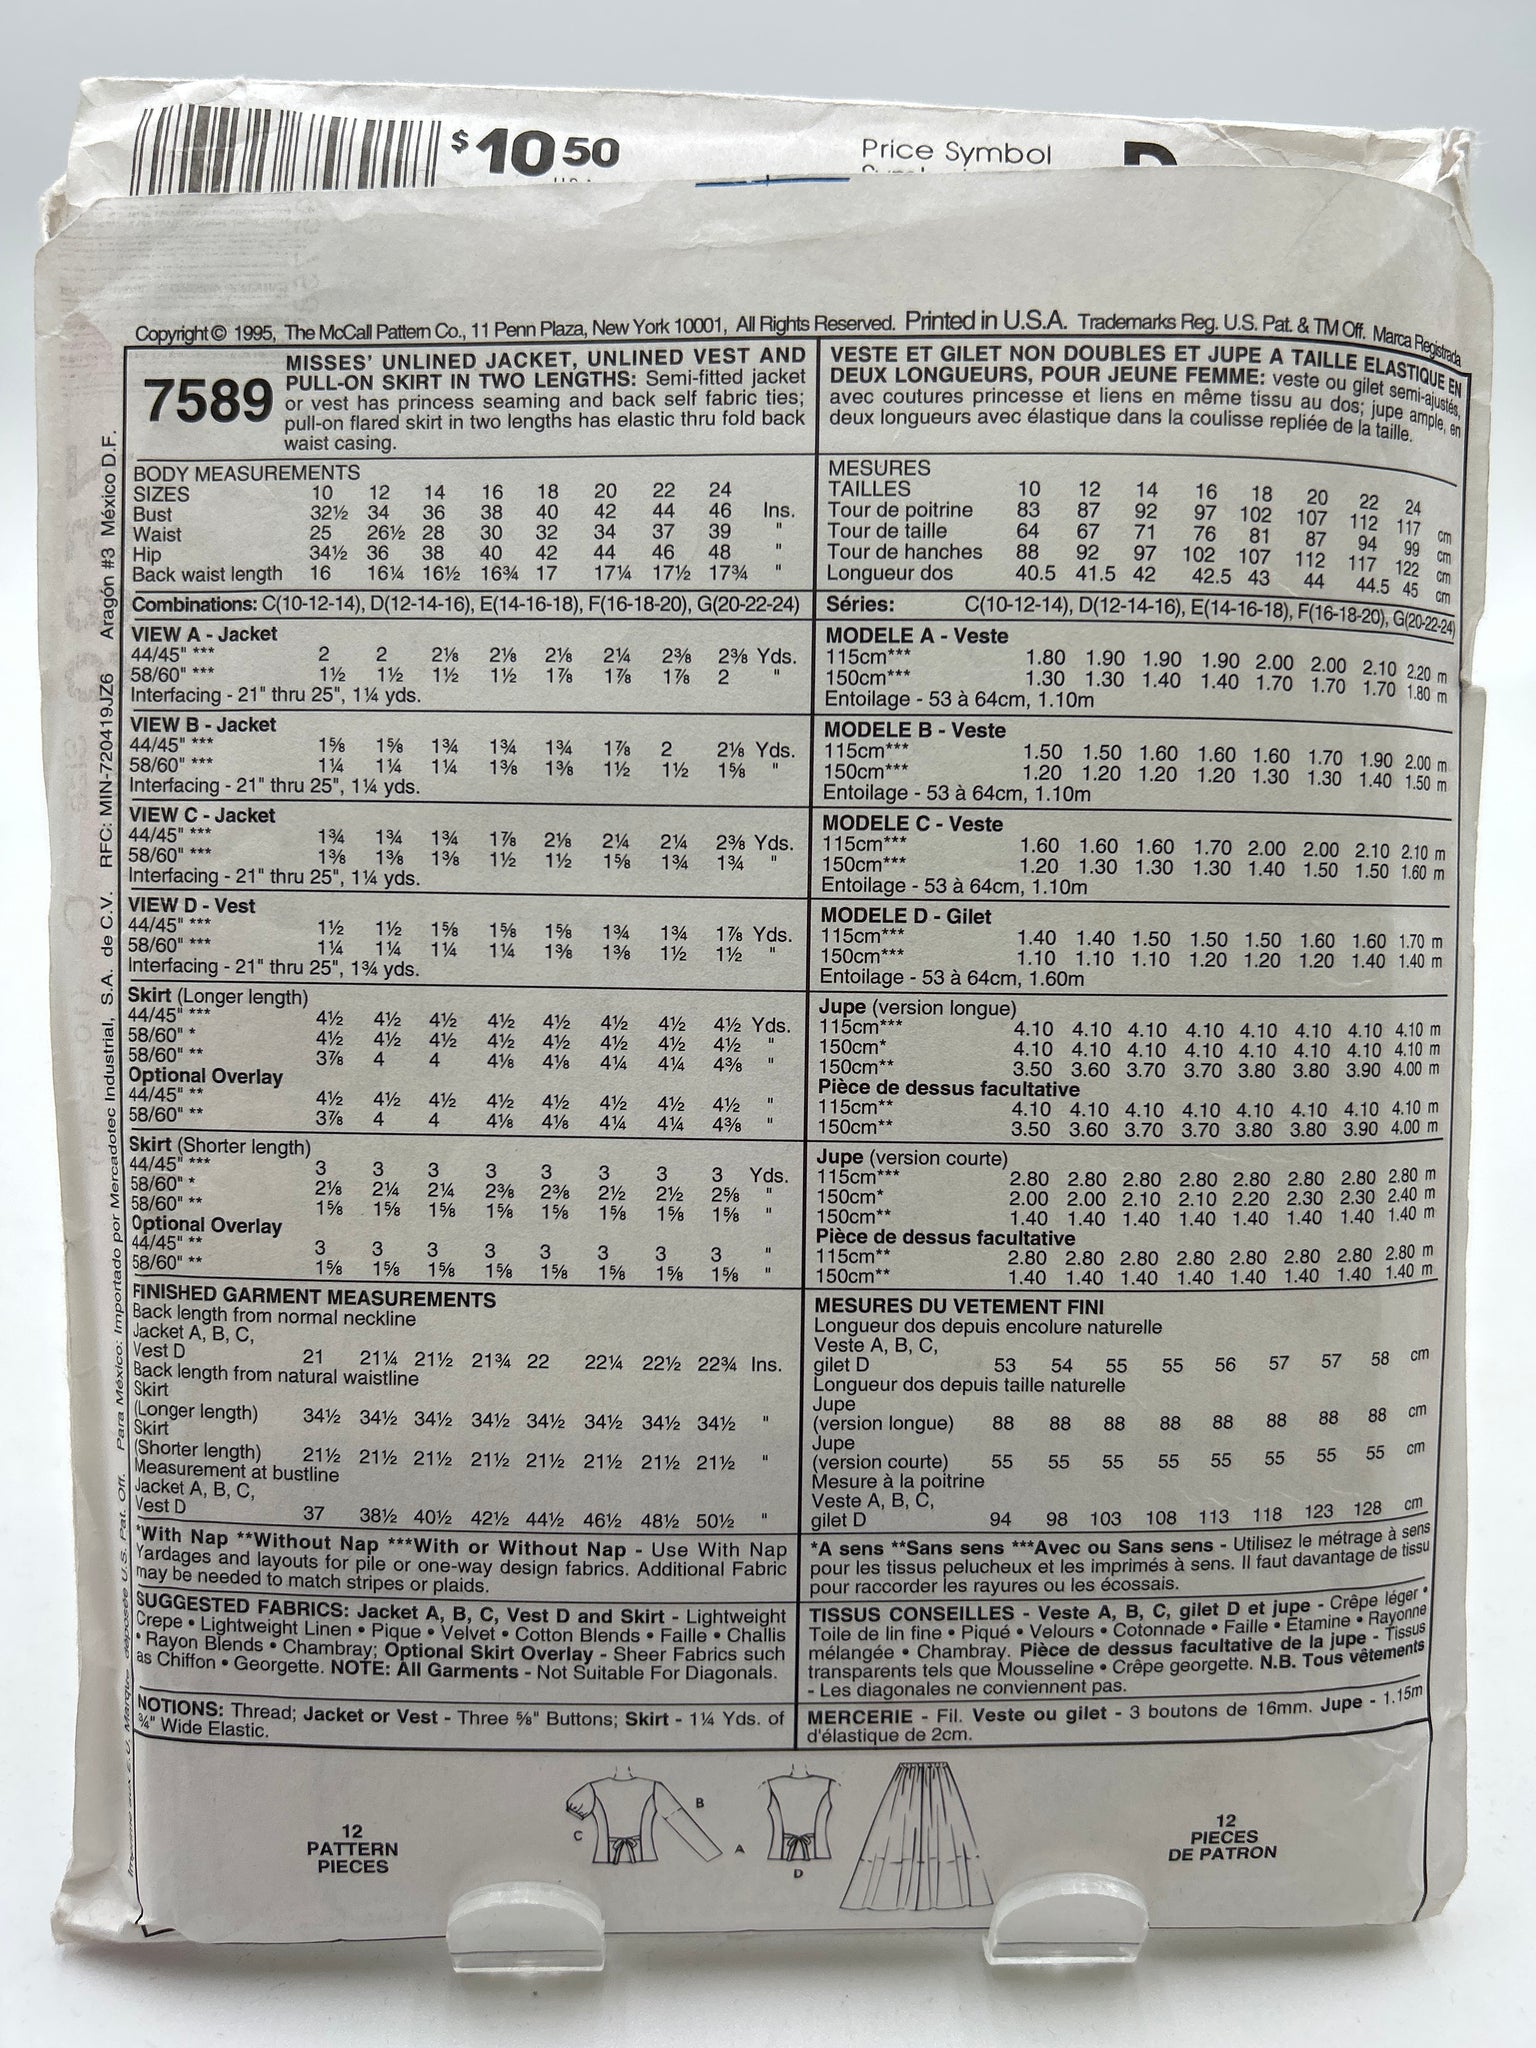 $10 50
Price Symbol
Copyright © 1995, The McCall Pattern Co., 11 Penn Plaza, New York 10001, All Rights Reserved. Printed in U.S.A. Trademarks Reg. U.S. Pat. & TM Off. Marca Registrada
7589
MISSES' UNLINED JACKET, UNLINED VEST AND
PULL-ON SKIRT IN TWO LENGTHS: Semi-fitted jacket
or vest has princess seaming and back self fabric ties;
pull-on flared skirt in two lengths has elastic thru fold back
waist casing.
BODY MEASUREMENTS
SIZES 10 12 14 16 18 20 22 24
Bust 32½ 34 36 38 40 42 44 46 Ins.
Waist 25 26½ 28 30 32 34 37 39 "
Hip 34½ 36 38 40 42 44 46 48 "
Back waist length 16 16¼ 16½ 16¾ 17 17¼ 17½ 17¾ "
Combinations: C(10-12-14), D(12-14-16), E(14-16-18), F(16-18-20), G(20-22-24)
VIEW A - Jacket
44/45" *** 2 2 2⅛ 2⅛ 2⅛ 2¼ 2⅜ 2⅜ Yds.
58/60" *** 1½ 1½ 1½ 1½ 1⅞ 1⅞ 1⅞ 2 "
Interfacing - 21" thru 25", 1¼ yds.
VIEW B - Jacket
44/45" *** 1⅝ 1⅝ 1¾ 1¾ 1¾ 1⅞ 2 2⅛ Yds.
58/60" *** 1¼ 1¼ 1¼ 1⅜ 1⅜ 1½ 1½ 1⅝ "
Interfacing - 21" thru 25", 1¼ yds.
VIEW C - Jacket
44/45" *** 1¾ 1¾ 1¾ 1⅞ 2⅛ 2¼ 2¼ 2⅜ Yds.
58/60" *** 1⅜ 1⅜ 1⅜ 1½ 1½ 1⅝ 1¾ 1¾ "
Interfacing - 21" thru 25", 1¼ yds.
VIEW D - Vest
44/45" *** 1½ 1½ 1⅝ 1⅝ 1⅝ 1¾ 1¾ 1⅞ Yds.
58/60" *** 1¼ 1¼ 1¼ 1¼ 1⅜ 1⅜ 1½ 1½ "
Interfacing - 21" thru 25", 1¾ yds.
Skirt (Longer length)
44/45" *** 4½ 4½ 4½ 4½ 4½ 4½ 4½ 4½ Yds.
58/60" * 4½ 4½ 4½ 4½ 4½ 4½ 4½ 4½ "
58/60" ** 3⅞ 4 4 4⅛ 4⅛ 4¼ 4¼ 4⅜ "
Optional Overlay
44/45" ** 4½ 4½ 4½ 4½ 4½ 4½ 4½ 4½ "
58/60" ** 3⅞ 4 4 4⅛ 4⅛ 4¼ 4¼ 4⅜ "
Skirt (Shorter length)
44/45" *** 3 3 3 3 3 3 3 3 Yds.
58/60" * 2⅛ 2¼ 2¼ 2⅜ 2⅜ 2½ 2½ 2⅝ "
58/60" ** 1⅝ 1⅝ 1⅝ 1⅝ 1⅝ 1⅝ 1⅝ 1⅝ "
Optional Overlay
44/45" ** 3 3 3 3 3 3 3 3 "
58/60" ** 1⅝ 1⅝ 1⅝ 1⅝ 1⅝ 1⅝ 1⅝ 1⅝ "
FINISHED GARMENT MEASUREMENTS
Back length from normal neckline
Jacket A, B, C,
Vest D 21 21¼ 21½ 21¾ 22 22¼ 22½ 22¾ Ins.
Back length from natural waistline
Skirt
(Longer length) 34½ 34½ 34½ 34½ 34½ 34½ 34½ 34½ "
Skirt
(Shorter length) 21½ 21½ 21½ 21½ 21½ 21½ 21½ 21½ "
Measurement at bustline
Jacket A, B, C,
Vest D 37 38½ 40½ 42½ 44½ 46½ 48½ 50½ "
*With Nap **Without Nap ***With or Without Nap - Use With Nap
Yardages and layouts for pile or one-way design fabrics. Additional Fabric
may be needed to match stripes or plaids.
SUGGESTED FABRICS: Jacket A, B, C, Vest D and Skirt - Lightweight
Crepe • Lightweight Linen • Pique • Velvet • Cotton Blends • Faille • Challis
• Rayon Blends • Chambray; Optional Skirt Overlay - Sheer Fabrics such
as Chiffon • Georgette. NOTE: All Garments - Not Suitable For Diagonals.
NOTIONS: Thread; Jacket or Vest - Three ⅝" Buttons; Skirt - 1¼ Yds. of
¾" Wide Elastic.
VESTE ET GILET NON DOUBLES ET JUPE A TAILLE ELASTIQUE EN
DEUX LONGUEURS, POUR JEUNE FEMME: veste ou gilet semi-ajustés,
avec coutures princesse et liens en même tissu au dos; jupe ample, en
deux longueurs avec élastique dans la coulisse repliée de la taille.
MESURES
TAILLES 10 12 14 16 18 20 22 24
Tour de poitrine 83 87 92 97 102 107 112 117 cm
Tour de taille 64 67 71 76 81 87 94 99 cm
Tour de hanches 88 92 97 102 107 112 117 122 cm
Longueur dos 40.5 41.5 42 42.5 43 44 44.5 45 cm
Séries: C(10-12-14), D(12-14-16), E(14-16-18), F(16-18-20), G(20-22-24)
MODELE A - Veste
115cm*** 1.80 1.90 1.90 1.90 2.00 2.00 2.10 2.20 m
150cm*** 1.30 1.30 1.40 1.40 1.70 1.70 1.70 1.80 m
Entoilage - 53 à 64cm, 1.10m
MODELE B - Veste
115cm*** 1.50 1.50 1.60 1.60 1.60 1.70 1.90 2.00 m
150cm*** 1.20 1.20 1.20 1.20 1.30 1.30 1.40 1.50 m
Entoilage - 53 à 64cm, 1.10m
MODELE C - Veste
115cm*** 1.60 1.60 1.60 1.70 2.00 2.00 2.10 2.10 m
150cm*** 1.20 1.30 1.30 1.30 1.40 1.50 1.50 1.60 m
Entoilage - 53 à 64cm, 1.10m
MODELE D - Gilet
115cm*** 1.40 1.40 1.50 1.50 1.50 1.60 1.60 1.70 m
150cm*** 1.10 1.10 1.10 1.20 1.20 1.20 1.40 1.40 m
Entoilage - 53 à 64cm, 1.60m
Jupe (version longue)
115cm*** 4.10 4.10 4.10 4.10 4.10 4.10 4.10 4.10 m
150cm* 4.10 4.10 4.10 4.10 4.10 4.10 4.10 4.10 m
150cm** 3.50 3.60 3.70 3.70 3.80 3.80 3.90 4.00 m
Pièce de dessus facultative
115cm** 4.10 4.10 4.10 4.10 4.10 4.10 4.10 4.10 m
150cm** 3.50 3.60 3.70 3.70 3.80 3.80 3.90 4.00 m
Jupe (version courte)
115cm*** 2.80 2.80 2.80 2.80 2.80 2.80 2.80 2.80 m
150cm* 2.00 2.00 2.10 2.10 2.20 2.30 2.30 2.40 m
150cm** 1.40 1.40 1.40 1.40 1.40 1.40 1.40 1.40 m
Pièce de dessus facultative
115cm** 2.80 2.80 2.80 2.80 2.80 2.80 2.80 2.80 m
150cm** 1.40 1.40 1.40 1.40 1.40 1.40 1.40 1.40 m
MESURES DU VETEMENT FINI
Longueur dos depuis encolure naturelle
Veste A, B, C,
gilet D 53 54 55 55 56 57 57 58 cm
Longueur dos depuis taille naturelle
Jupe
(version longue) 88 88 88 88 88 88 88 88 cm
Jupe
(version courte) 55 55 55 55 55 55 55 55 cm
Mesure à la poitrine
Veste A, B, C,
gilet D 94 98 103 108 113 118 123 128 cm
*A sens **Sans sens ***Avec ou Sans sens - Utilisez le métrage à sens
pour les tissus pelucheux et les imprimés à sens. Il faut davantage de tissu
pour raccorder les rayures ou les écossais.
TISSUS CONSEILLES - Veste A, B, C, gilet D et jupe - Crêpe léger •
Toile de lin fine • Piqué • Velours • Cotonnade • Faille • Etamine • Rayonne
mélangée • Chambray. Pièce de dessus facultative de la jupe - Tissus
transparents tels que Mousseline • Crêpe georgette. N.B. Tous vêtements
- Les diagonales ne conviennent pas.
MERCERIE - Fil. Veste ou gilet - 3 boutons de 16mm. Jupe - 1.15m
d'élastique de 2cm.
12
PATTERN
PIECES
C
B
A
D
12
PIECES
DE PATRON
Para México: Importado por Mercadotec Industrial, S.A. de C.V. RFC: MIN-720419JZ6 Aragón #3 México D.F.